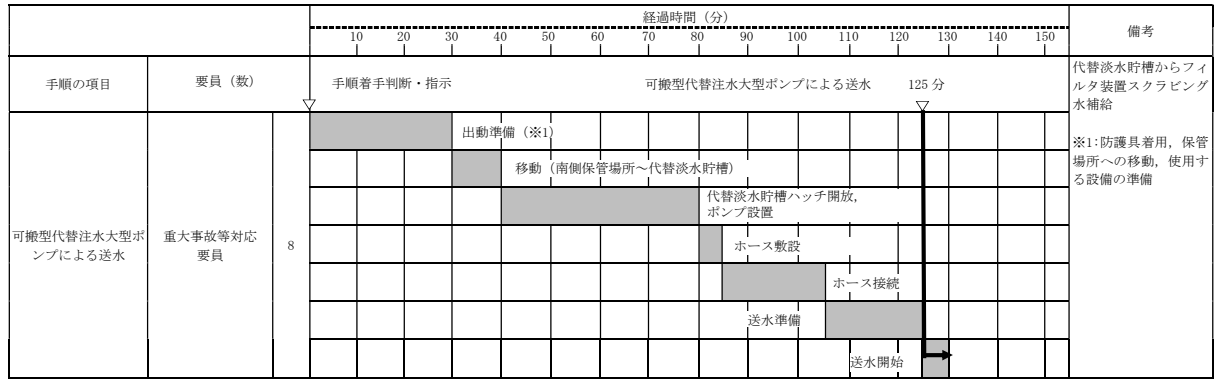 経過時間（分）
備考
10 20 30 40 50 60 70 80 90 100 110 120 130 140 150
手順の項目
要員（数）
手順着手判断・指示
可搬型代替注水大型ポンプによる送水
125 分
代替淡水貯槽からフィ
ルタ装置スクラビング
水補給
※1:防護具着用，保管
場所への移動，使用す
る設備の準備
可搬型代替注水大型ポ
ンプによる送水
重大事故等対応
要員
8
出動準備（※1）
移動（南側保管場所～代替淡水貯槽）
代替淡水貯槽ハッチ開放，
ポンプ設置
ホース敷設
ホース接続
送水準備
送水開始